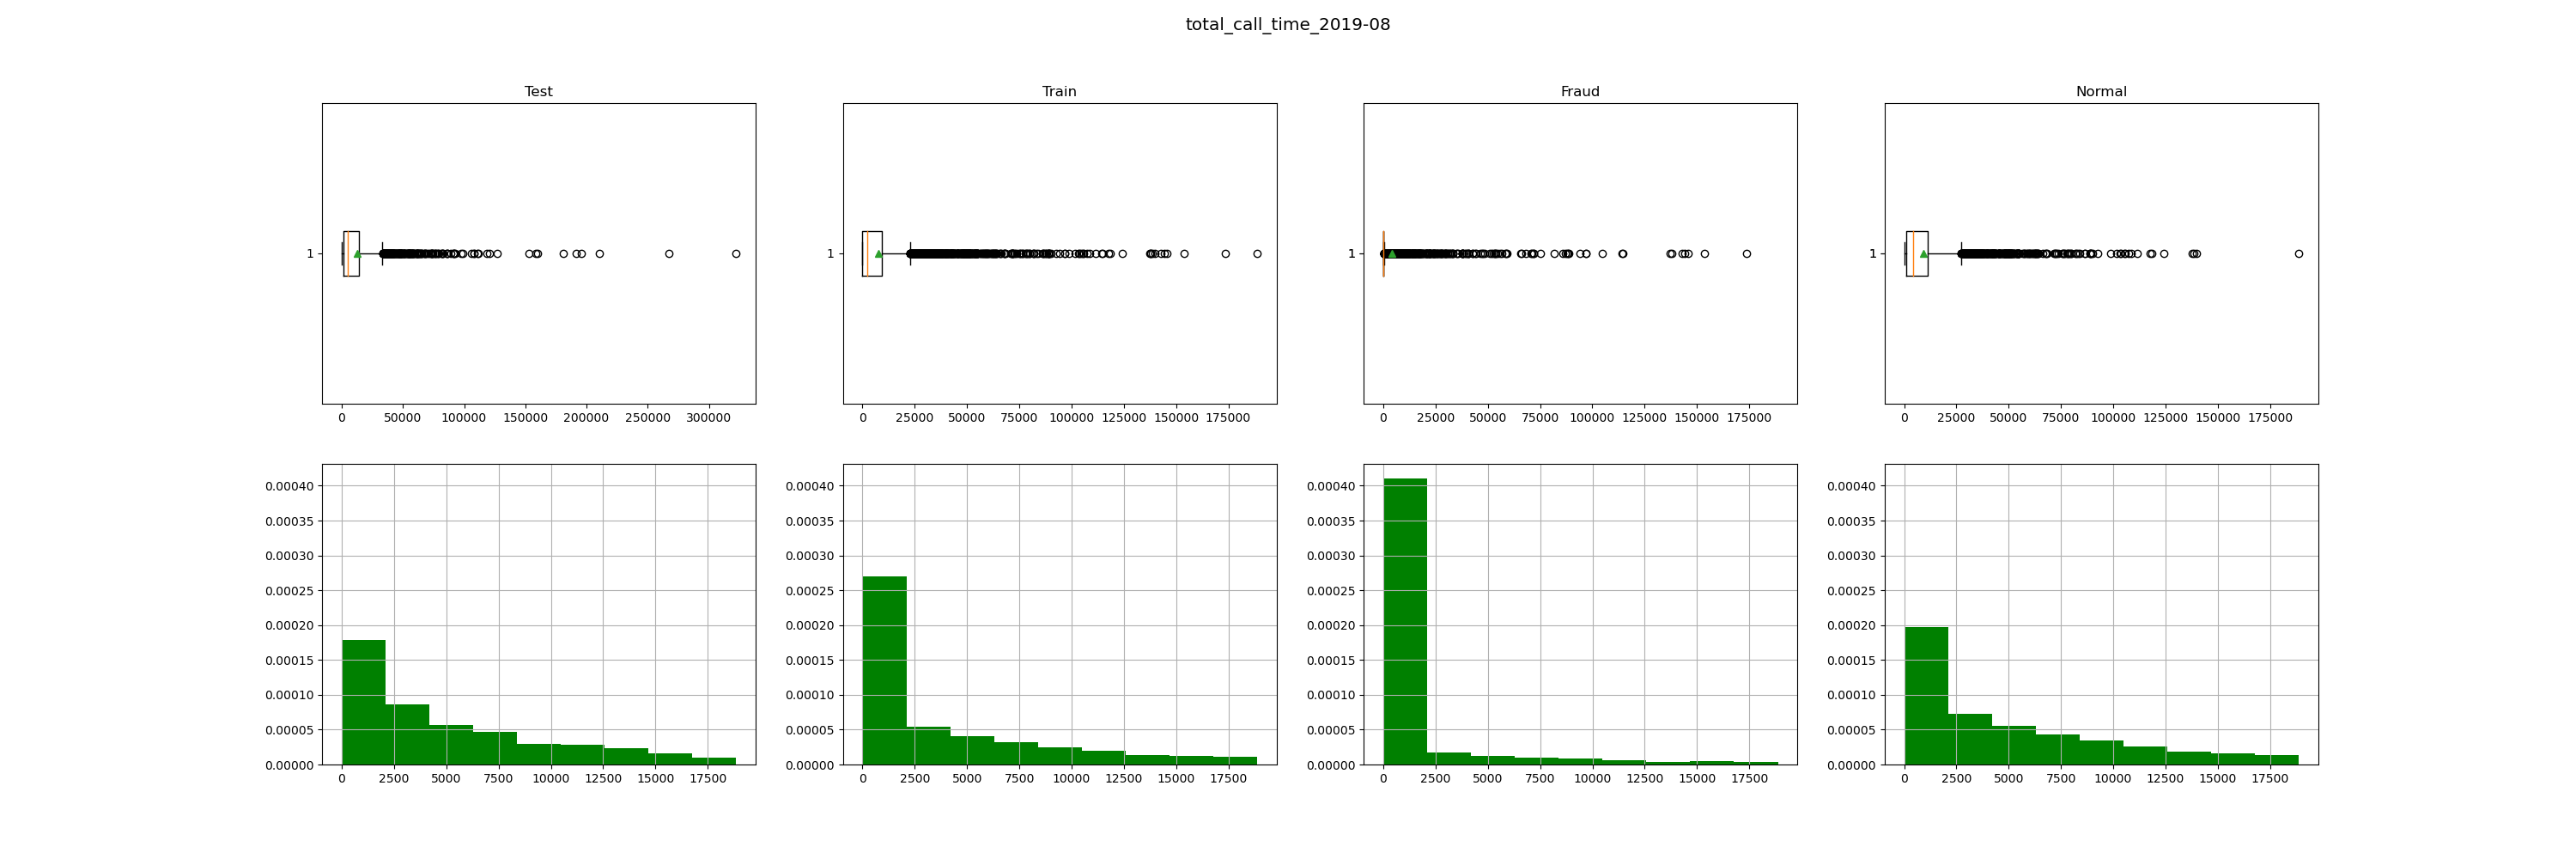 total_call_time_2019-08
Test Train Fraud Normal
1 1 1 1
0 50000 100000 150000 200000 250000 300000
0 25000 50000 75000 100000 125000 150000 175000
0 25000 50000 75000 100000 125000 150000 175000
0 25000 50000 75000 100000 125000 150000 175000
0.00040 0.00040 0.00040 0.00040
0.00035 0.00035 0.00035 0.00035
0.00030 0.00030 0.00030 0.00030
0.00025 0.00025 0.00025 0.00025
0.00020 0.00020 0.00020 0.00020
0.00015 0.00015 0.00015 0.00015
0.00010 0.00010 0.00010 0.00010
0.00005 0.00005 0.00005 0.00005
0.00000 0.00000 0.00000 0.00000
0 2500 5000 7500 10000 12500 15000 17500
0 2500 5000 7500 10000 12500 15000 17500
0 2500 5000 7500 10000 12500 15000 17500
0 2500 5000 7500 10000 12500 15000 17500